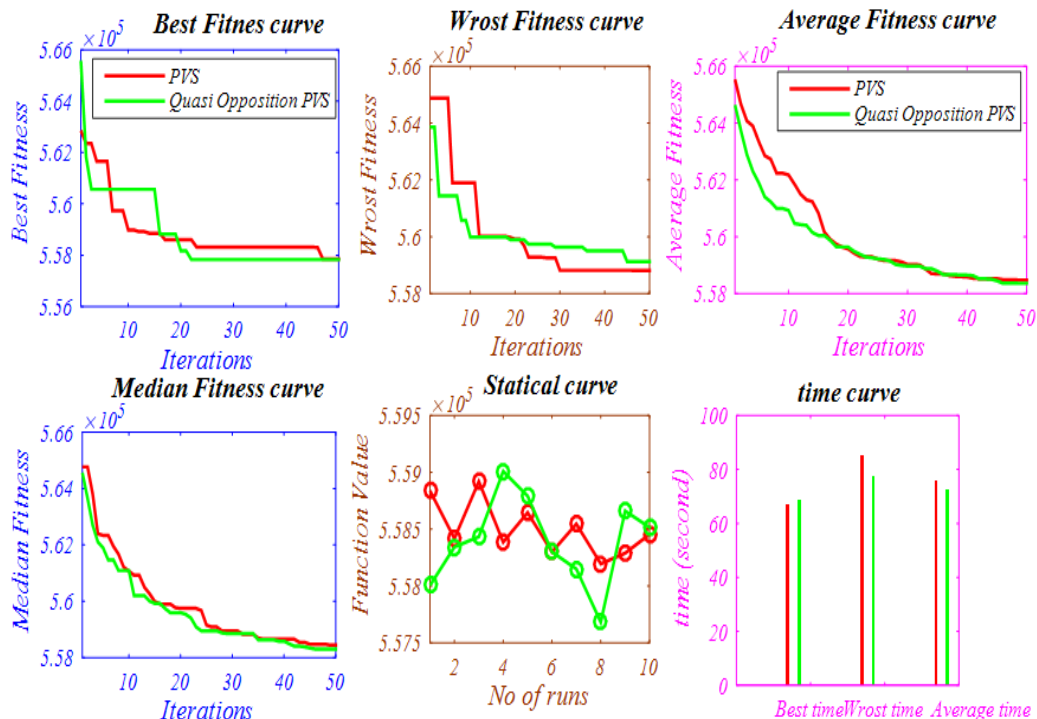 Best Fitnes curve
×10^5
5.66
5.64
5.62
5.6
5.58
5.56
Best Fitness
PVS
Quasi Opposition PVS
10 20 30 40 50
Iterations
Wrost Fitness curve
×10^5
5.66
5.64
5.62
5.6
5.58
Wrost Fitness
10 20 30 40 50
Iterations
Average Fitness curve
×10^5
5.66
5.64
5.62
5.6
5.58
Average Fitness
PVS
Quasi Opposition PVS
10 20 30 40 50
Iterations
Median Fitness curve
×10^5
5.66
5.64
5.62
5.6
5.58
Median Fitness
10 20 30 40 50
Iterations
Statical curve
×10^5
5.595
5.59
5.585
5.58
5.575
Function Value
2 4 6 8 10
No of runs
time curve
100
80
60
40
20
0
time (second)
Best time Wrost time Average time